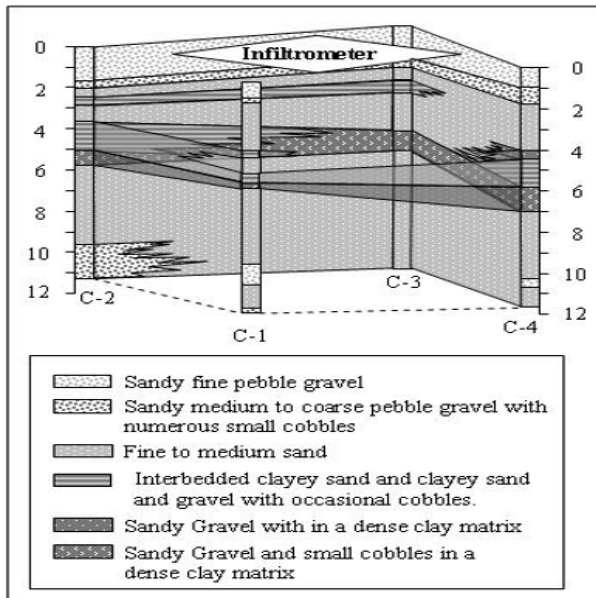 Infiltrometer
0
2
4
6
8
10
12
0
2
4
6
8
10
12
C-2
C-1
C-3
C-4
Sandy fine pebble gravel
Sandy medium to coarse pebble gravel with
numerous small cobbles
Fine to medium sand
Interbedded clayey sand and clayey sand
and gravel with occasional cobbles.
Sandy Gravel with in a dense clay matrix
Sandy Gravel and small cobbles in a
dense clay matrix